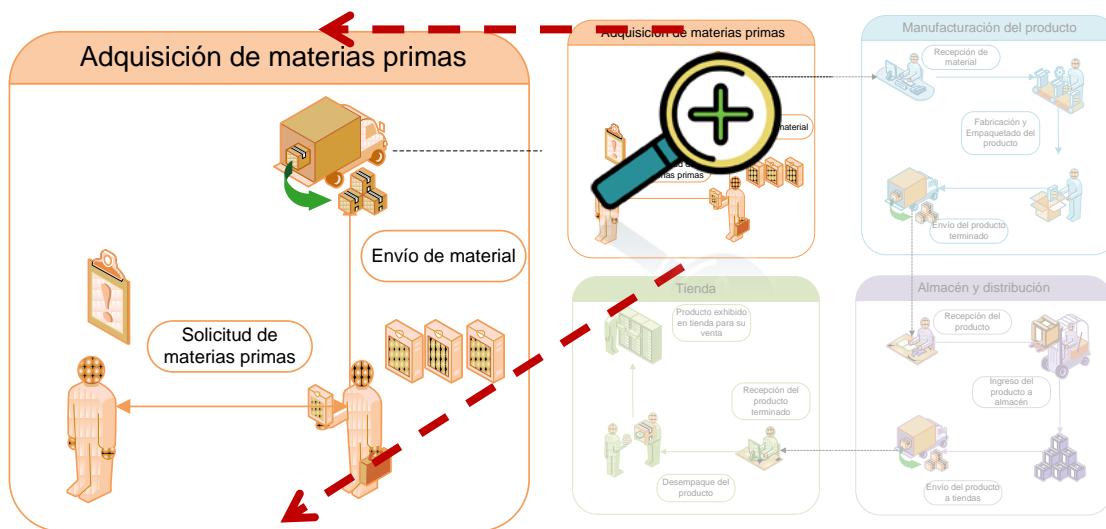 Adquisición de materias primas
Envío de material
Solicitud de
materias primas
Adquisición de materias primas
material
materias primas
Manufacturación del producto
Recepción de
material
Fabricación y
Empaquetado del
producto
Envío del producto
terminado
Tienda
Producto exhibido
en tienda para su
venta
Recepción del
producto
terminado
Desempaque del
producto
Almacén y distribución
Recepción del
producto
Ingreso del
producto a
almacén
Envío del producto
a tiendas